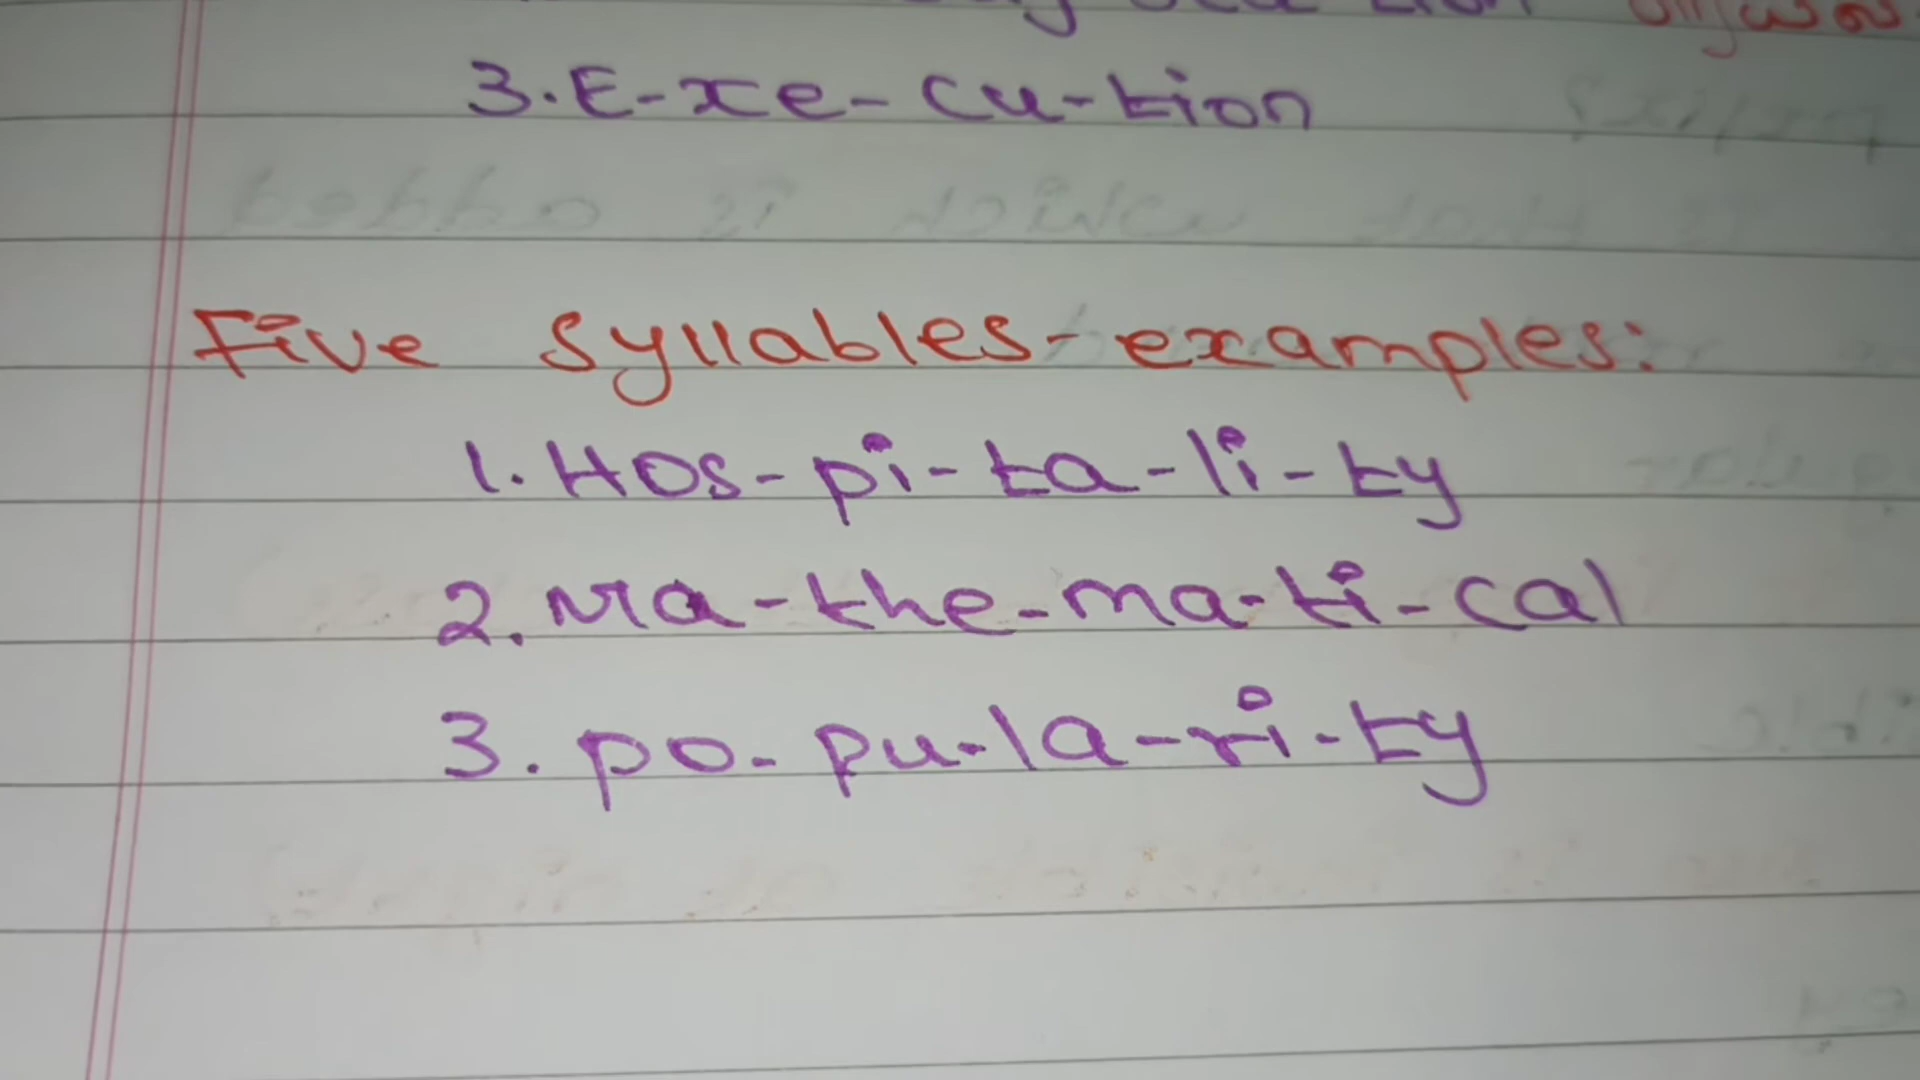 3. E-xe-cu-tion
Five syllables-examples:
1. Hos-pi-ta-li-ty
2. Ma-the-ma-ti-cal
3. po-pu-la-ri-ty